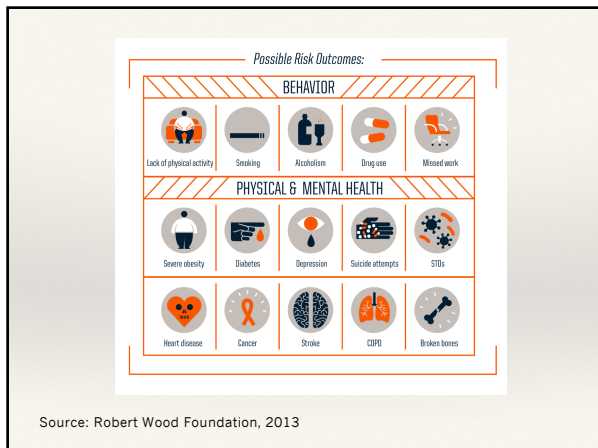 Possible Risk Outcomes:
BEHAVIOR
Lack of physical activity
Smoking
Alcoholism
Drug use
Missed work
PHYSICAL & MENTAL HEALTH
Severe obesity
Diabetes
Depression
Suicide attempts
STDs
Heart disease
Cancer
Stroke
COPD
Broken bones
Source: Robert Wood Foundation, 2013